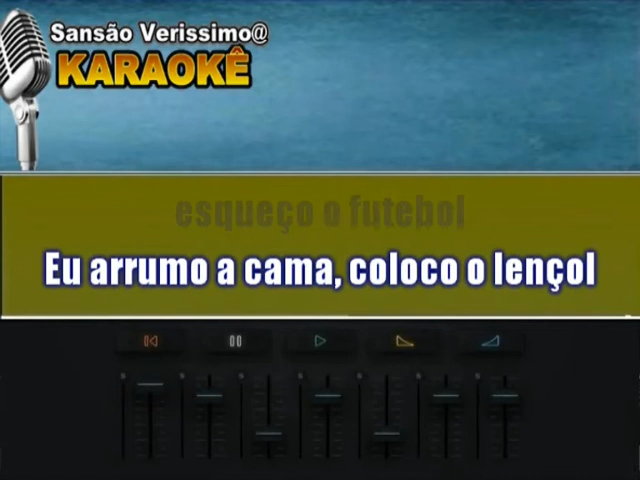 Sansão Verissimo@
KARAOKÊ
esqueço o futebol
Eu arrumo a cama, coloco o lençol